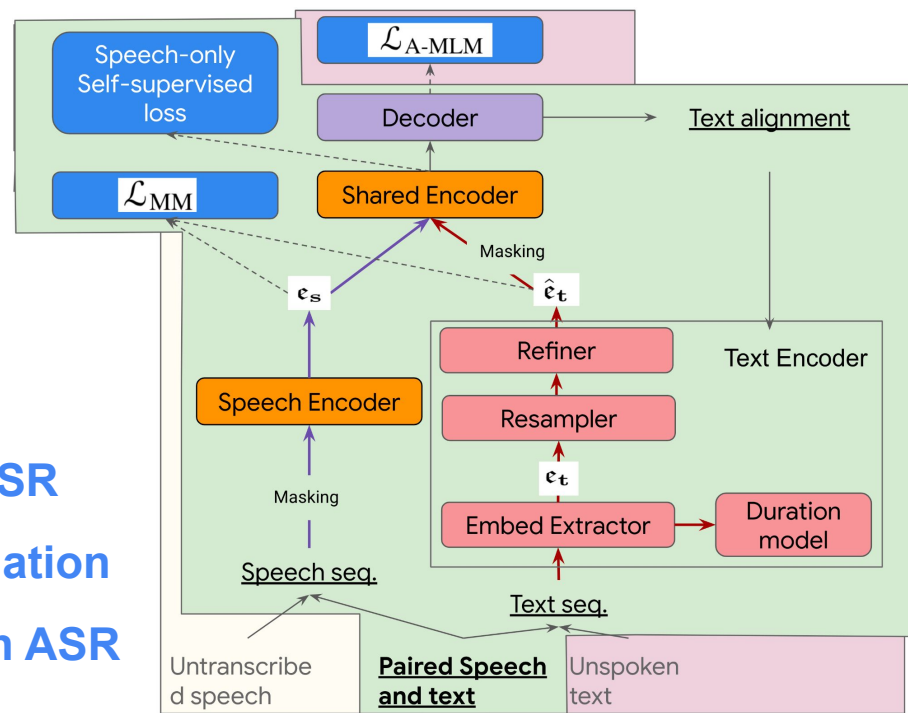 Speech-only
Self-supervised
loss
ℒ_A-MLM
Decoder
Text alignment
ℒ_MM
Shared Encoder
Masking
e_s
ê_t
Refiner
Text Encoder
Speech Encoder
Resampler
e_t
Masking
Embed Extractor
Duration
model
Speech seq.
Text seq.
SR
ation
n ASR
Untranscribe
d speech
Paired Speech
and text
Unspoken
text